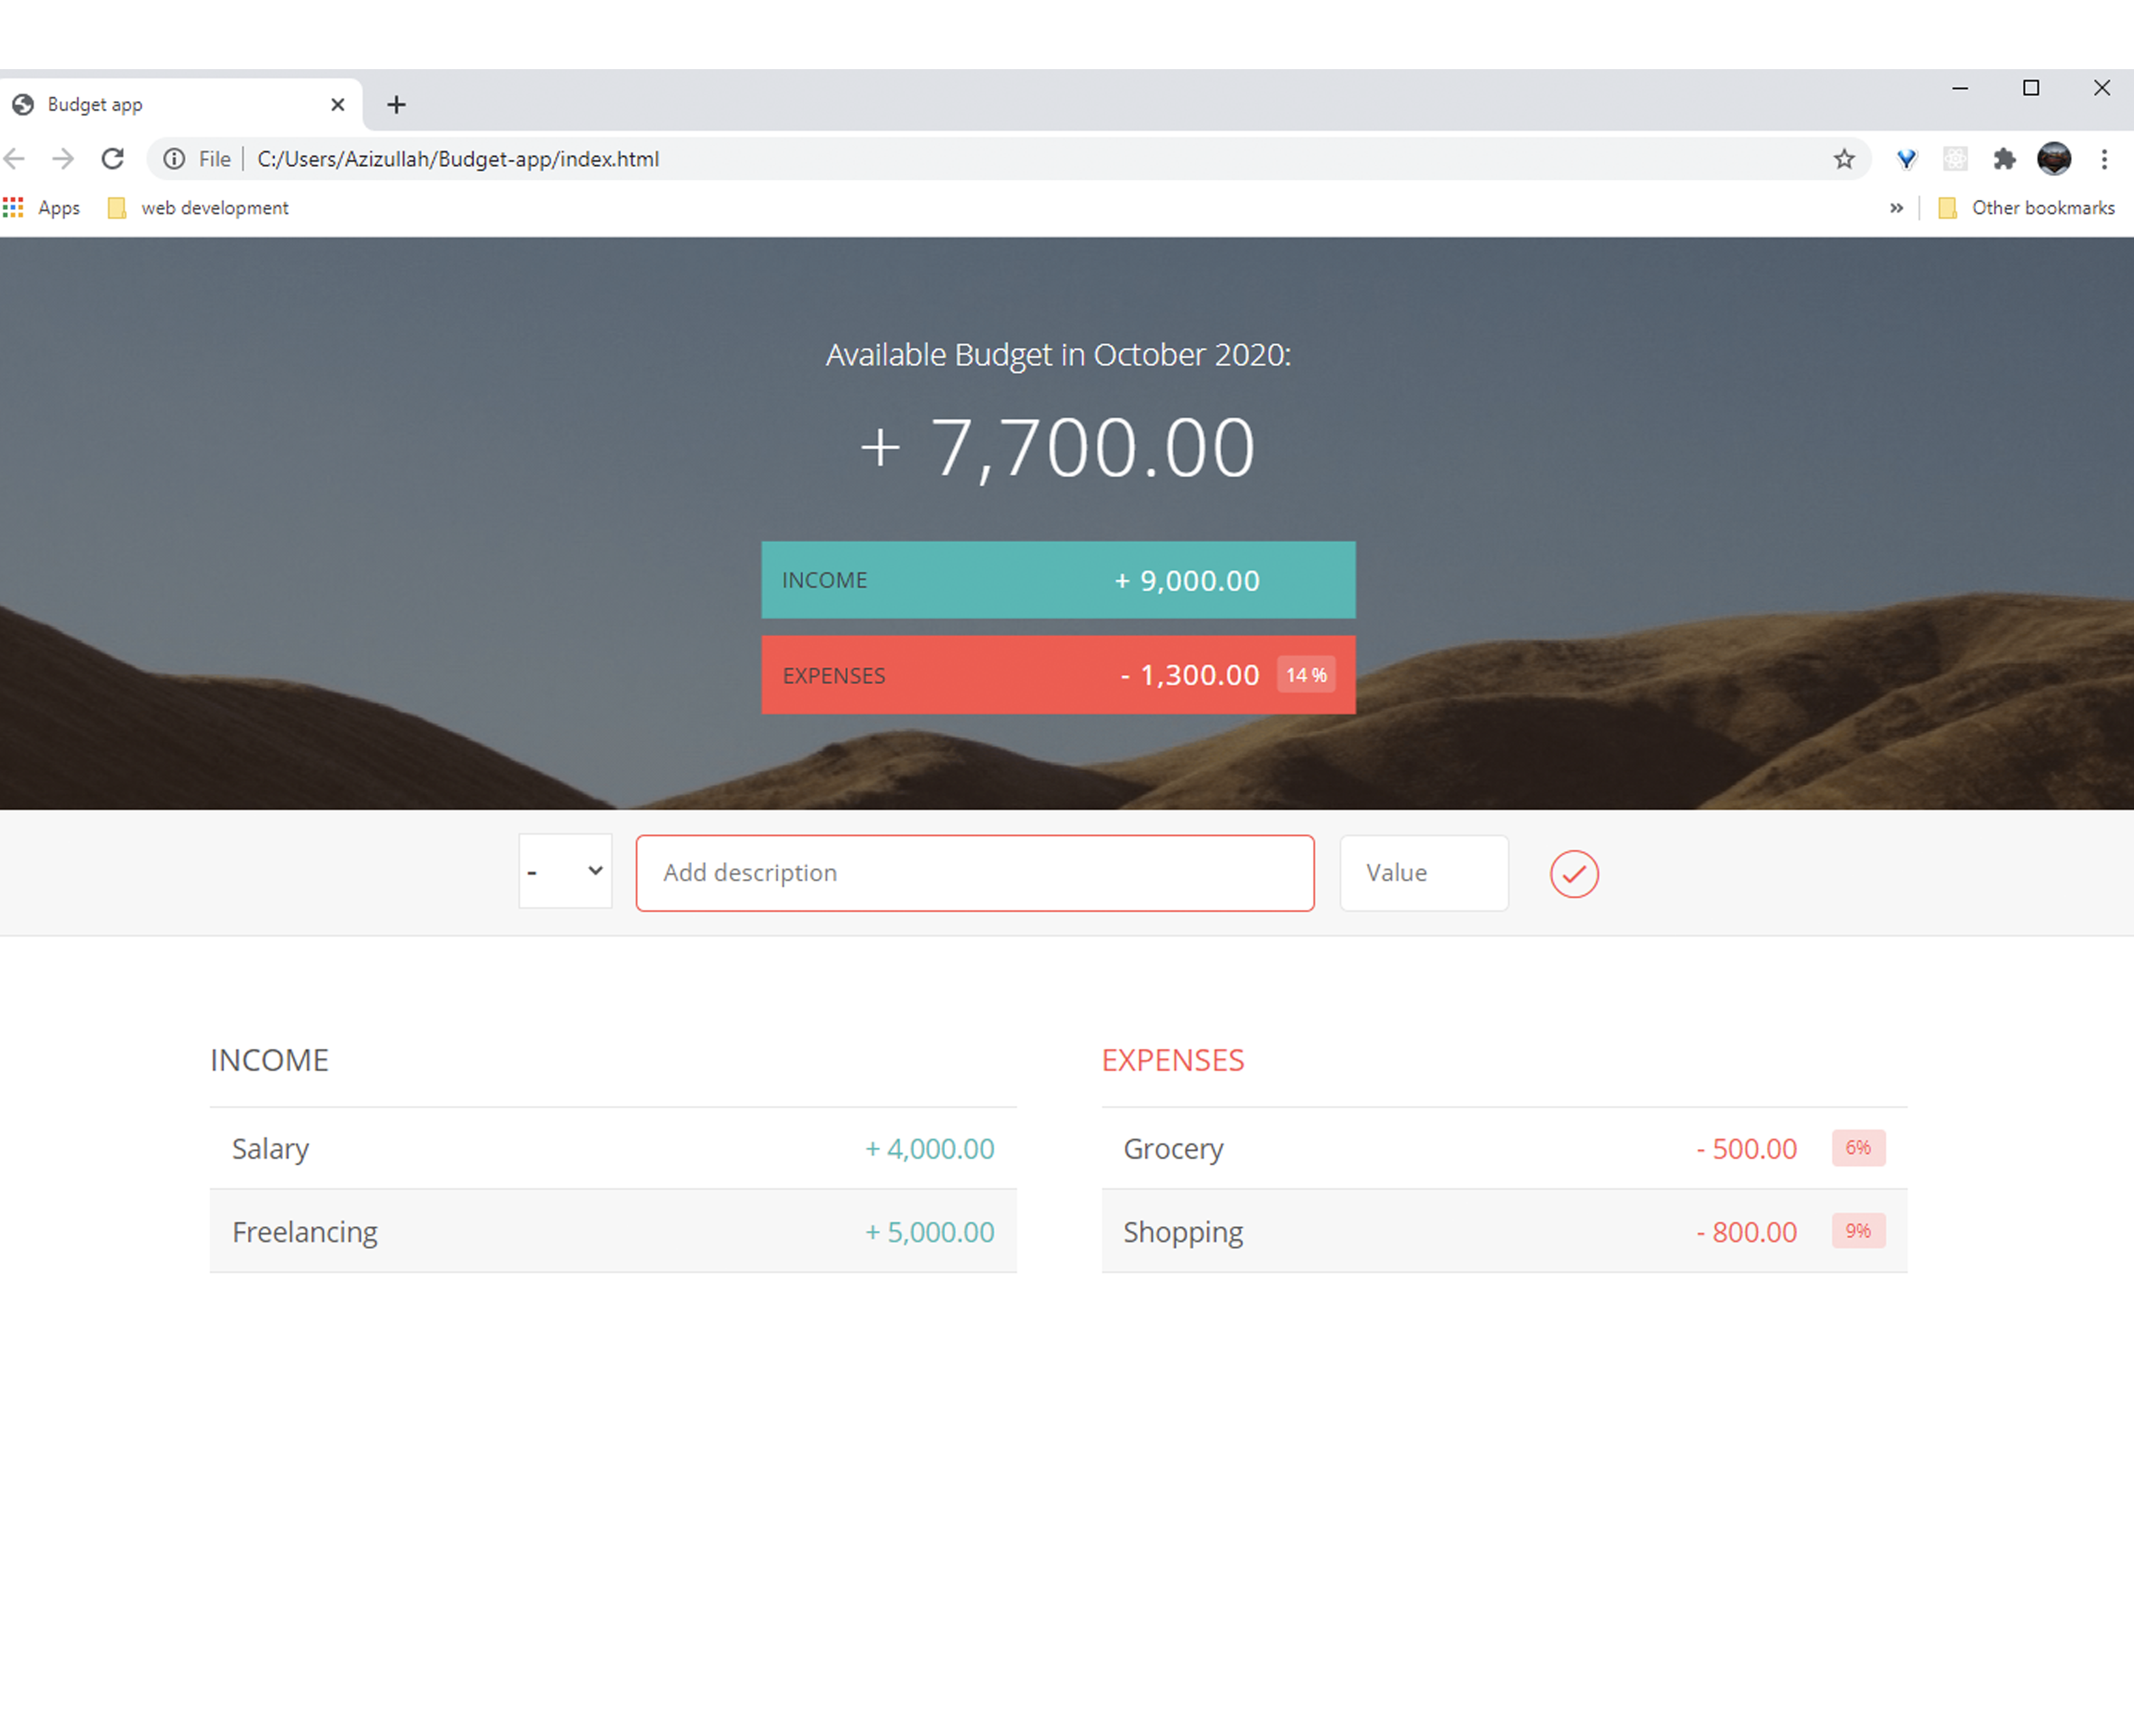 Budget app
File C:/Users/Azizullah/Budget-app/index.html
Apps web development » Other bookmarks
Available Budget in October 2020:
+ 7,700.00
INCOME + 9,000.00
EXPENSES - 1,300.00 14 %
- Add description Value
INCOME EXPENSES
Salary + 4,000.00 Grocery - 500.00 6%
Freelancing + 5,000.00 Shopping - 800.00 9%